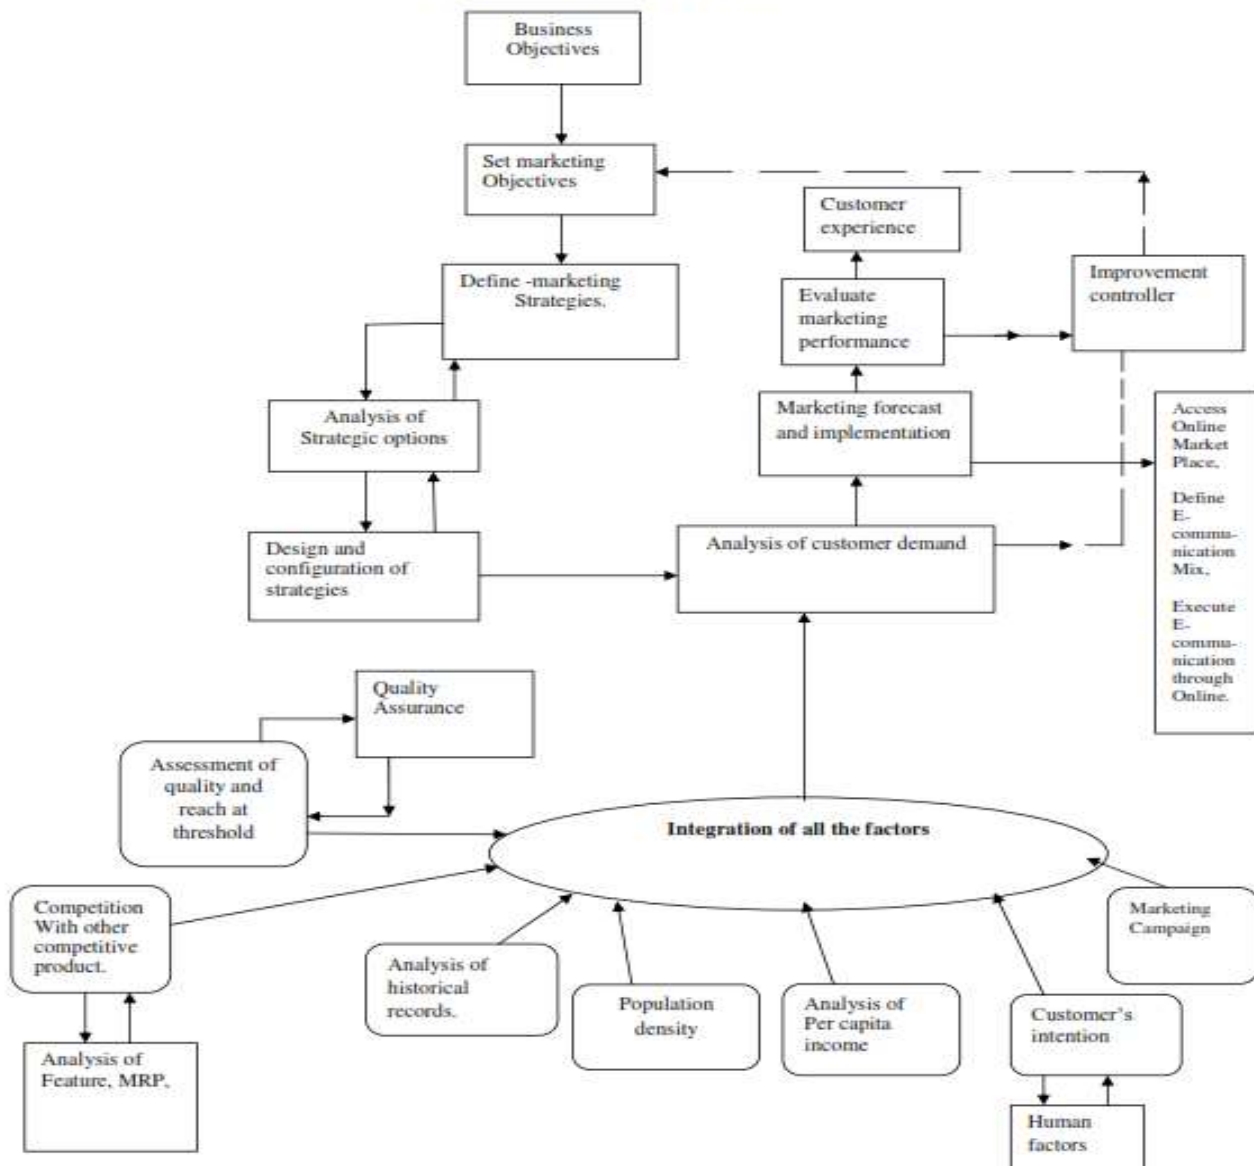 Business
Objectives
Set marketing
Objectives
Customer
experience
Define -marketing
Strategies.
Improvement
controller
Evaluate
marketing
performance
Analysis of
Strategic options
Marketing forecast
and implementation
Access
Online
Market
Place,
Define
E-
commu-
nication
Mix,
Execute
E-
commu-
nication
through
Online.
Design and
configuration of
strategies
Analysis of customer demand
Quality
Assurance
Assessment of
quality and
reach at
threshold
Integration of all the factors
Competition
With other
competitive
product.
Analysis of
historical
records.
Population
density
Analysis of
Per capita
income
Customer's
intention
Marketing
Campaign
Analysis of
Feature, MRP,
Human
factors